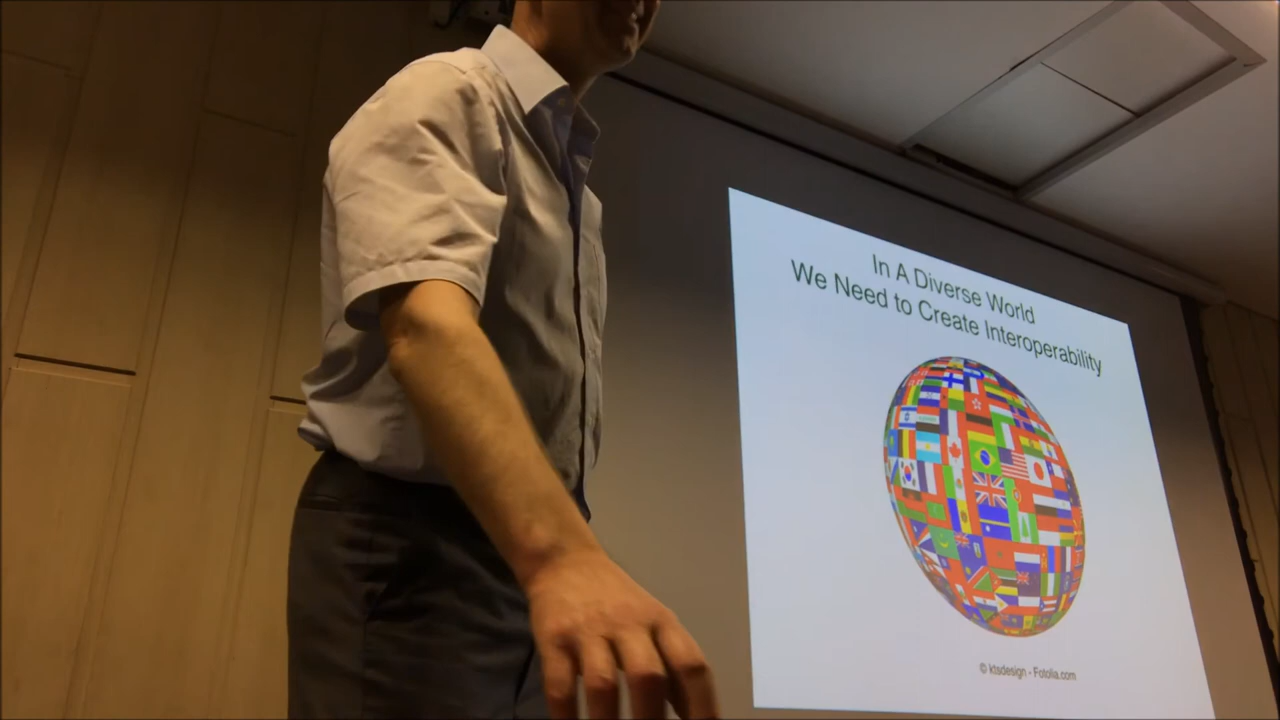 In A Diverse World
We Need to Create Interoperability
© ktsdesign - Fotolia.com